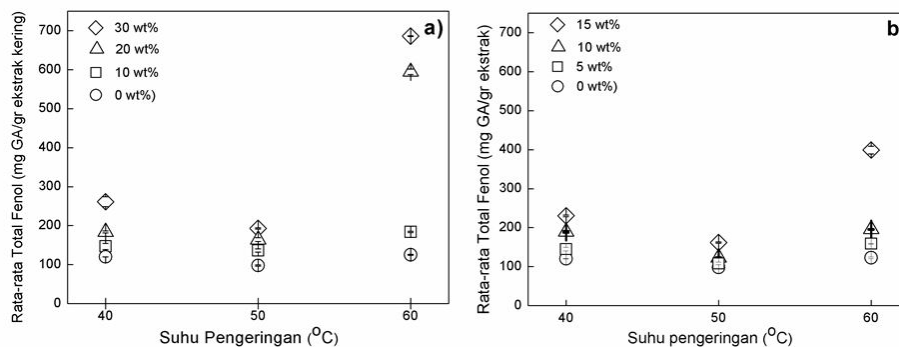 a)
30 wt%
20 wt%
10 wt%
0 wt%)
Rata-rata Total Fenol (mg GA/gr ekstrak kering)
700
600
500
400
300
200
100
0
40
50
60
Suhu Pengeringan (°C)
b
15 wt%
10 wt%
5 wt%
0 wt%)
Rata-rata Total Fenol (mg GA/gr ekstrak)
700
600
500
400
300
200
100
0
40
50
60
Suhu pengeringan (°C)